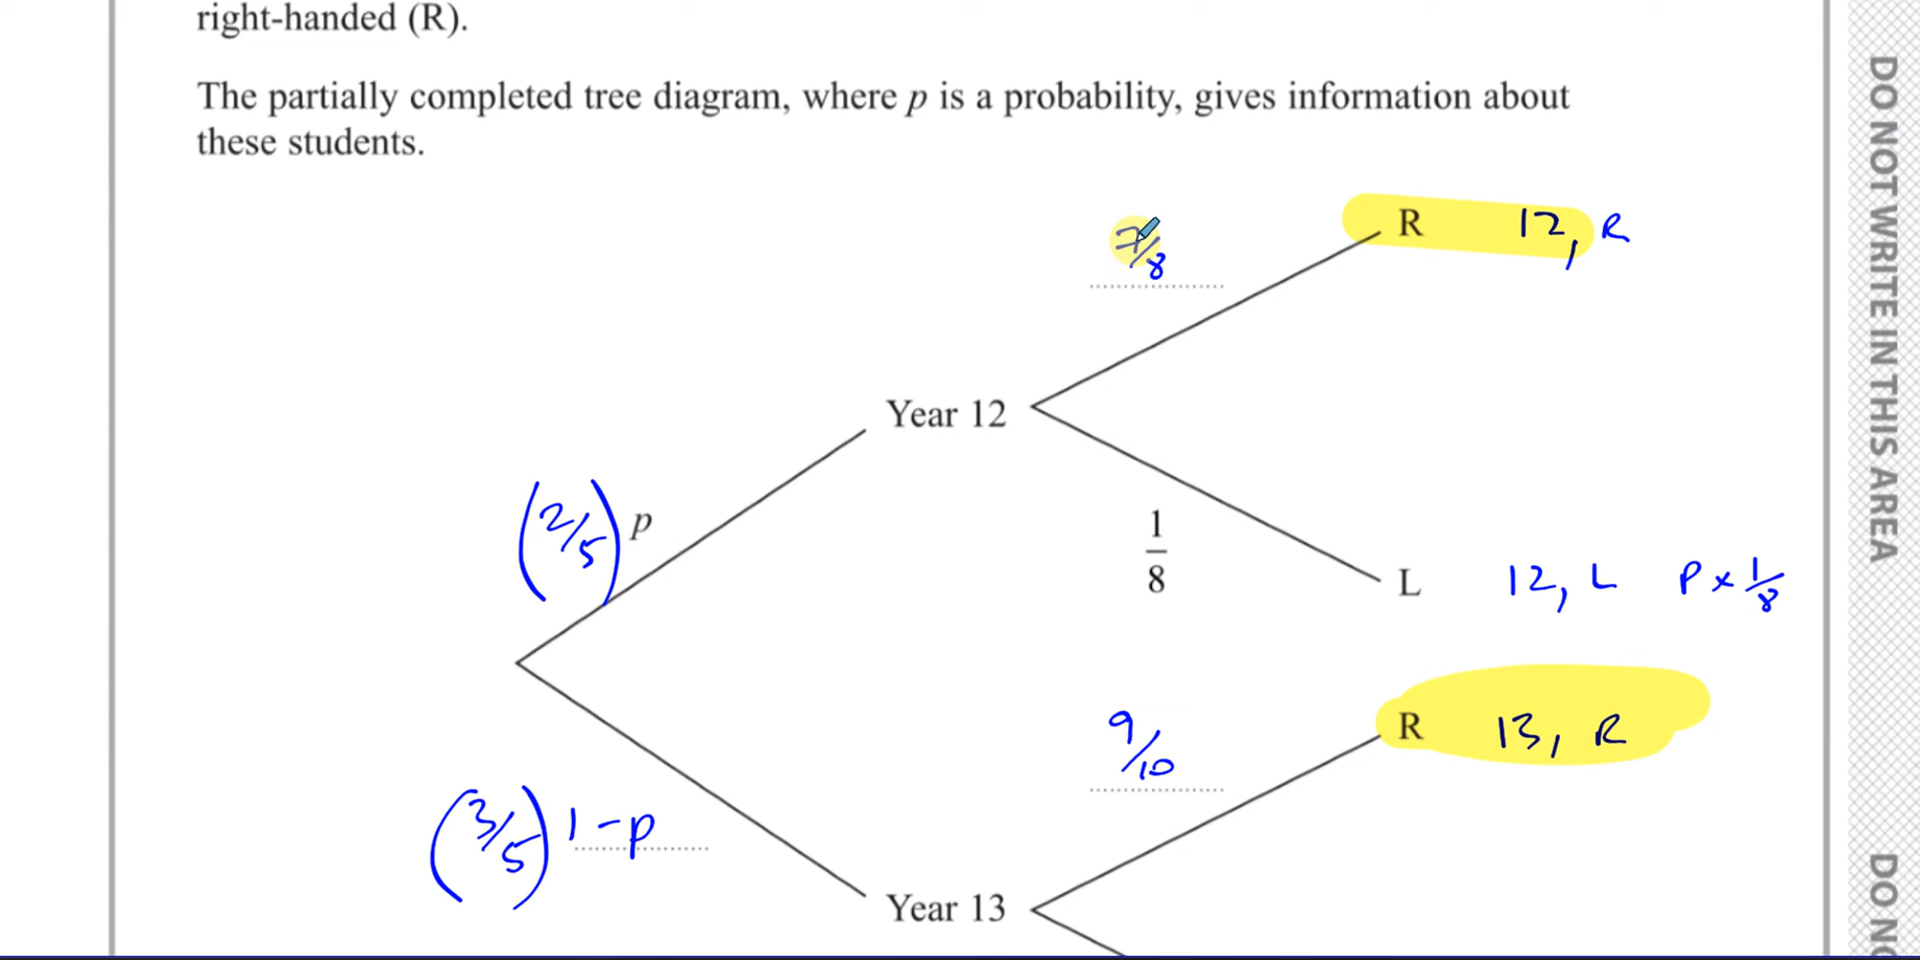 right-handed (R).
The partially completed tree diagram, where p is a probability, gives information about
these students.
7/8
R 12, R
Year 12
(2/5) p
1/8
L 12, L P × 1/8
9/10
R 13, R
(3/5) 1 - p
Year 13
DO NOT WRITE IN THIS AREA